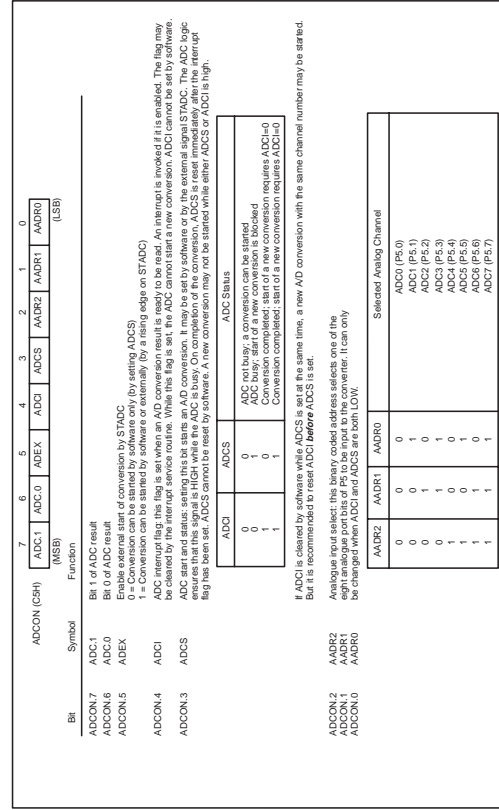 7 6 5 4 3 2 1 0
ADCON (C5H) ADC.1 ADC.0 ADEX ADCI ADCS AADR2 AADR1 AADR0
(MSB) (LSB)
Bit Symbol Function
ADCON.7 ADC.1 Bit 1 of ADC result
ADCON.6 ADC.0 Bit 0 of ADC result
ADCON.5 ADEX Enable external start of conversion by STADC
0 = Conversion can be started by software only (by setting ADCS)
1 = Conversion can be started by software or externally (by a rising edge on STADC)
ADCON.4 ADCI ADC interrupt flag: this flag is set when an A/D conversion result is ready to be read. An interrupt is invoked if it is enabled. The flag may
be cleared by the interrupt service routine. While this flag is set, the ADC cannot start a new conversion. ADCI cannot be set by software.
ADCON.3 ADCS ADC start and status: setting this bit starts an A/D conversion. It may be set by software or by the external signal STADC. The ADC logic
ensures that this signal is HIGH while the ADC is busy. On completion of the conversion, ADCS is reset immediately after the interrupt
flag has been set. ADCS cannot be reset by software. A new conversion may not be started while either ADCS or ADCI is high.
ADCI ADCS ADC Status
0 0 ADC not busy; a conversion can be started
0 1 ADC busy; start of a new conversion is blocked
1 0 Conversion completed; start of a new conversion requires ADCI=0
1 1 Conversion completed; start of a new conversion requires ADCI=0
If ADCI is cleared by software while ADCS is set at the same time, a new A/D conversion with the same channel number may be started.
But it is recommended to reset ADCI before ADCS is set.
ADCON.2 AADR2 Analogue input select: this binary coded address selects one of the
ADCON.1 AADR1 eight analogue port bits of P5 to be input to the converter. It can only
ADCON.0 AADR0 be changed when ADCI and ADCS are both LOW.
AADR2 AADR1 AADR0 Selected Analog Channel
0 0 0 ADC0 (P5.0)
0 0 1 ADC1 (P5.1)
0 1 0 ADC2 (P5.2)
0 1 1 ADC3 (P5.3)
1 0 0 ADC4 (P5.4)
1 0 1 ADC5 (P5.5)
1 1 0 ADC6 (P5.6)
1 1 1 ADC7 (P5.7)